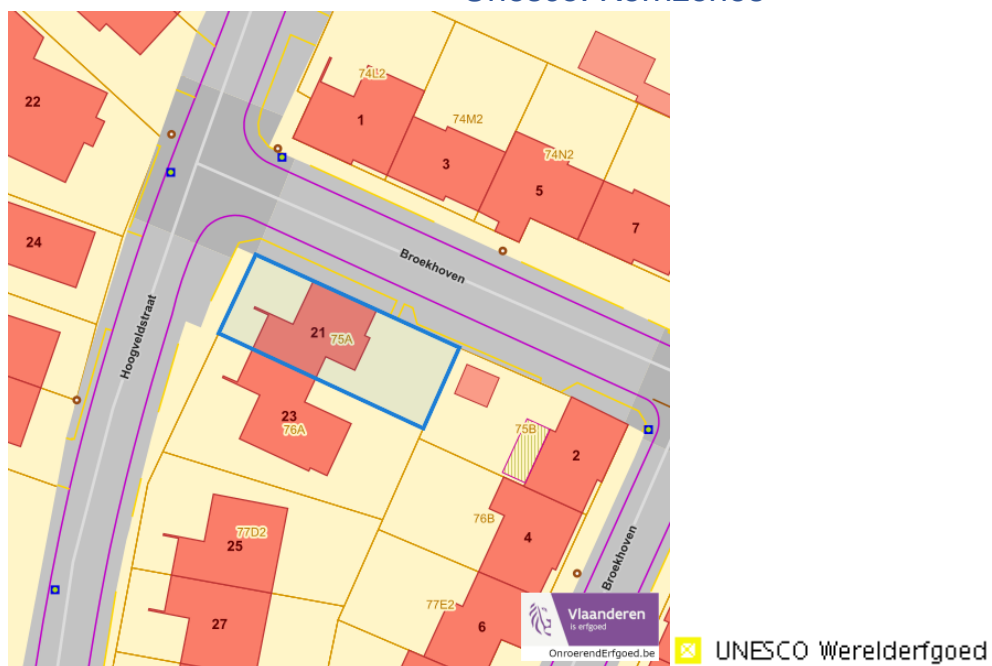 74L2
22
1
74M2
3
74N2
5
7
24
Broekhoven
Hoogveldstraat
21
75A
23
76A
75B
2
76B
4
77D2
25
Broekhoven
77E2
27
6
Vlaanderen
is erfgoed
OnroerendErfgoed.be
UNESCO Werelderfgoed